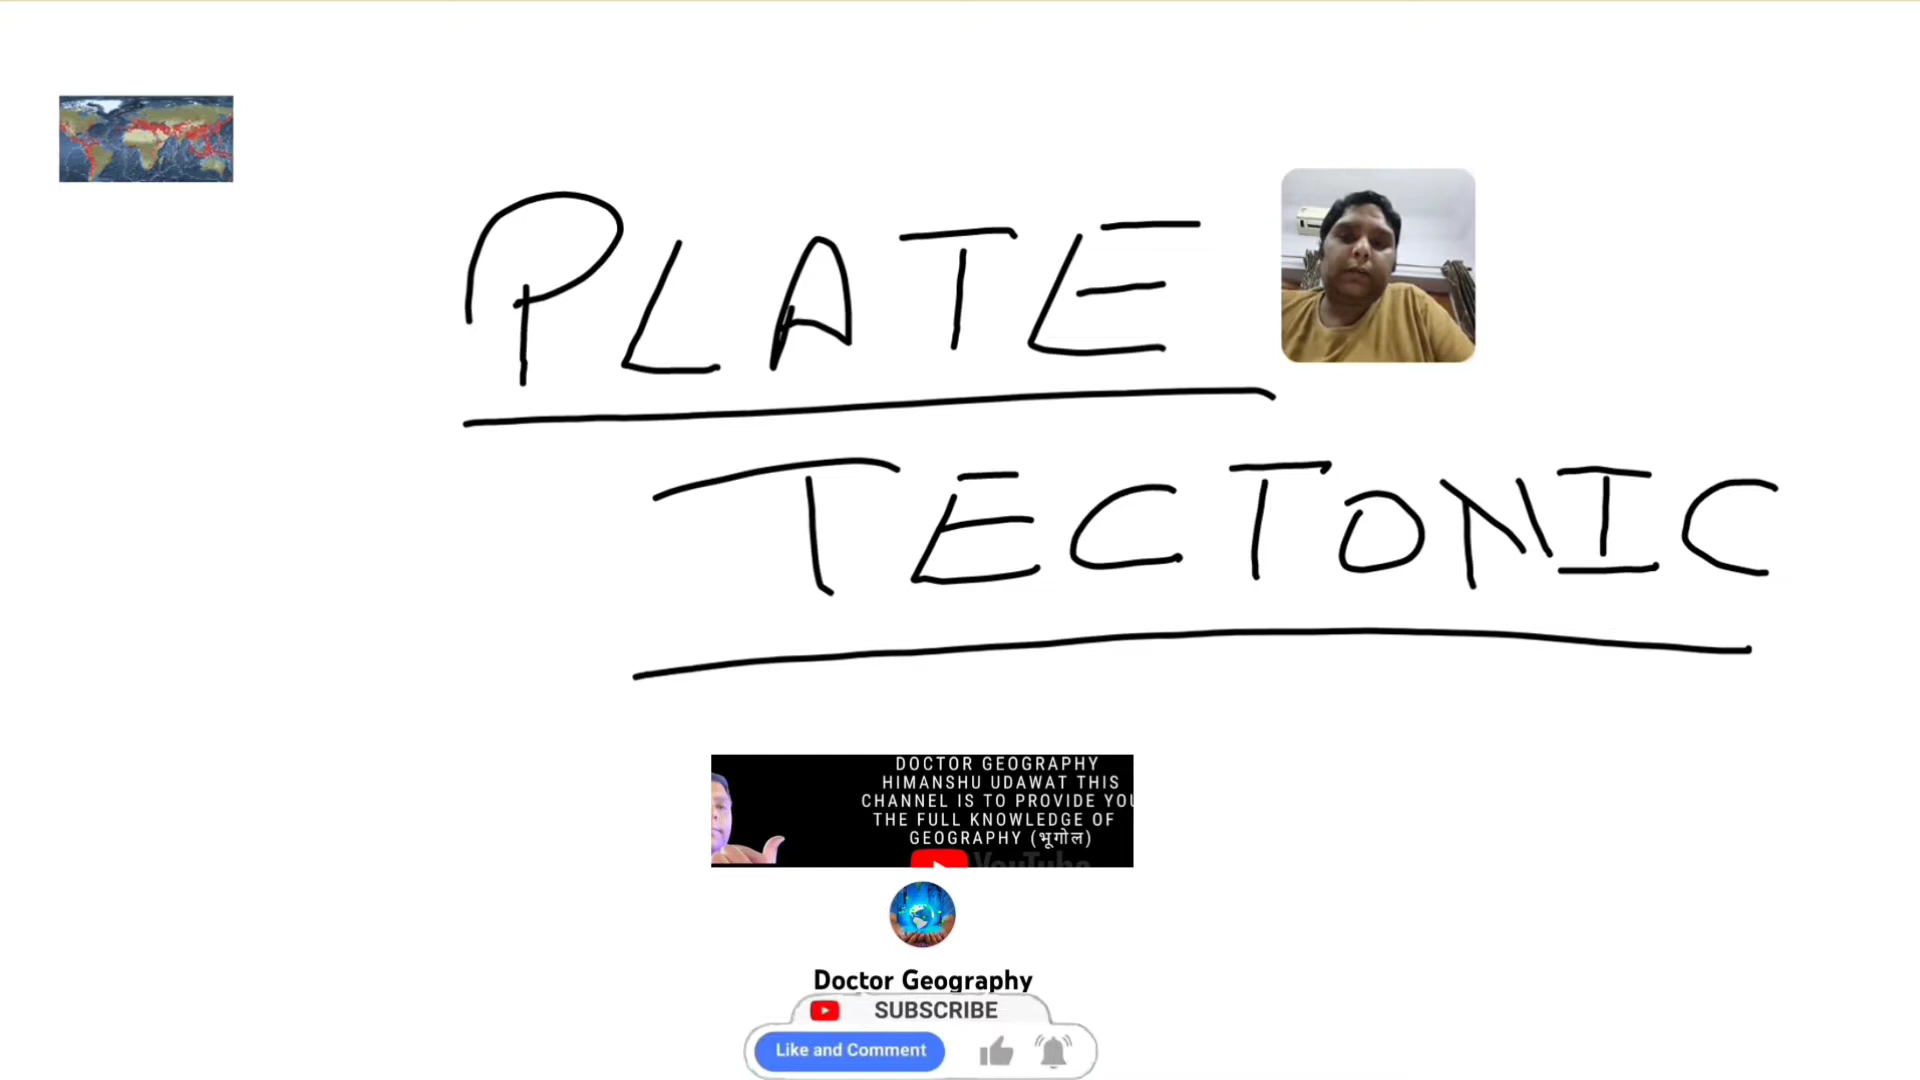 PLATE
TECTONIC
DOCTOR GEOGRAPHY
HIMANSHU UDAWAT THIS
CHANNEL IS TO PROVIDE YOU
THE FULL KNOWLEDGE OF
GEOGRAPHY (भूगोल)
YouTube
Doctor Geography
SUBSCRIBE
Like and Comment